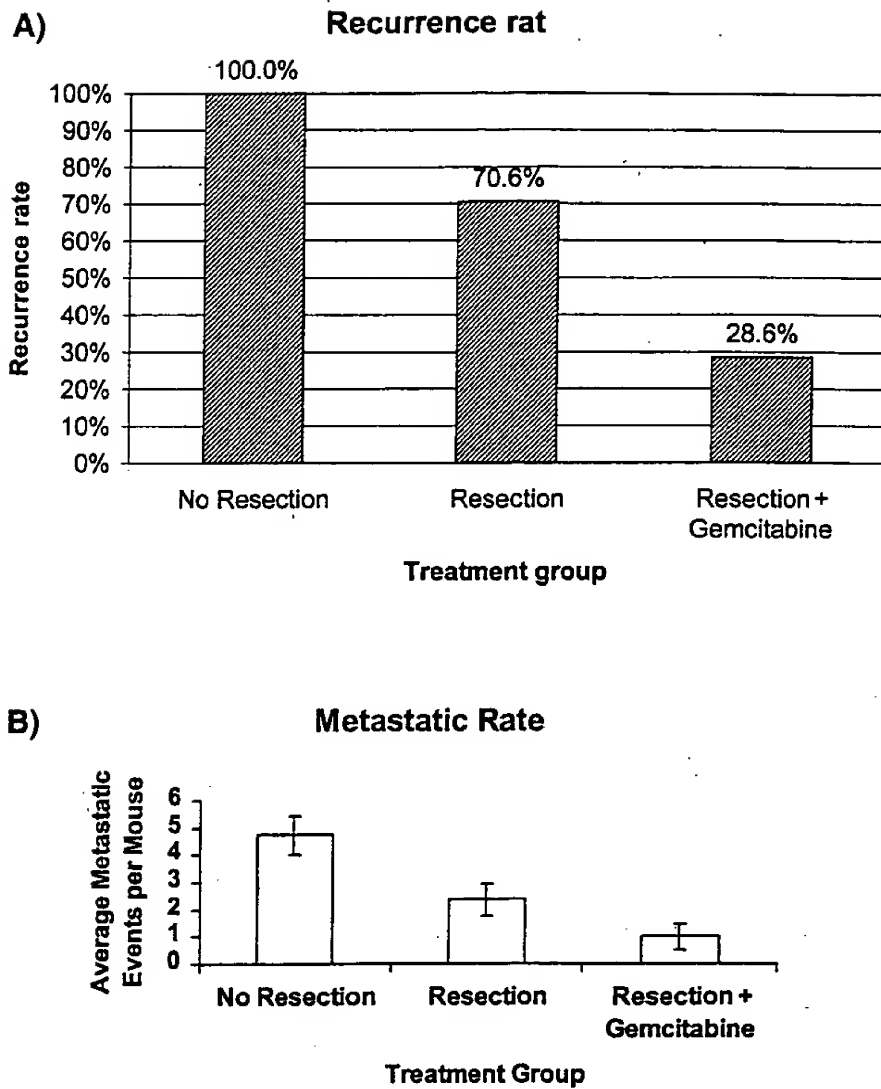 A)
Recurrence rat
Recurrence rate
100%
90%
80%
70%
60%
50%
40%
30%
20%
10%
0%
100.0%
70.6%
28.6%
No Resection
Resection
Resection +
Gemcitabine
Treatment group
B)
Metastatic Rate
Average Metastatic
Events per Mouse
6
5
4
3
2
1
0
No Resection
Resection
Resection +
Gemcitabine
Treatment Group